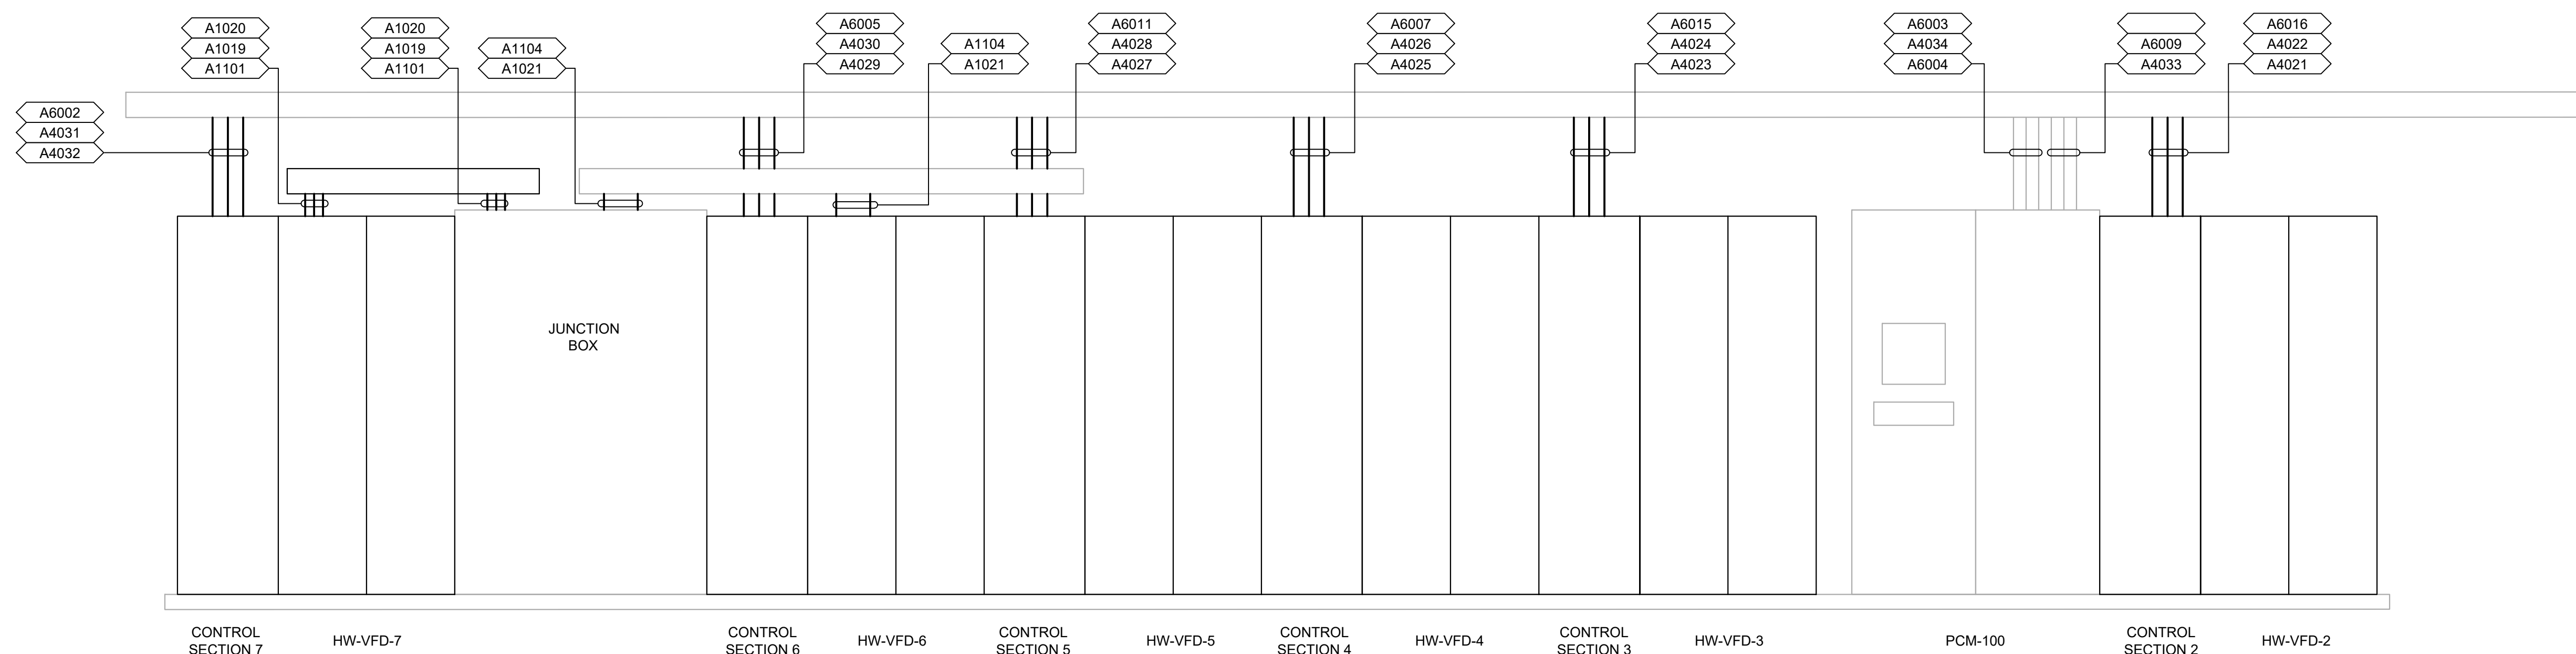 A1020
A1019
A1101
A1020
A1019
A1101
A1104
A1021
A6005
A4030
A4029
A1104
A1021
A6011
A4028
A4027
A6007
A4026
A4025
A6015
A4024
A4023
A6003
A4034
A6004
A6009
A4033
A6016
A4022
A4021
A6002
A4031
A4032
JUNCTION
BOX
CONTROL
SECTION 7
HW-VFD-7
CONTROL
SECTION 6
HW-VFD-6
CONTROL
SECTION 5
HW-VFD-5
CONTROL
SECTION 4
HW-VFD-4
CONTROL
SECTION 3
HW-VFD-3
PCM-100
CONTROL
SECTION 2
HW-VFD-2